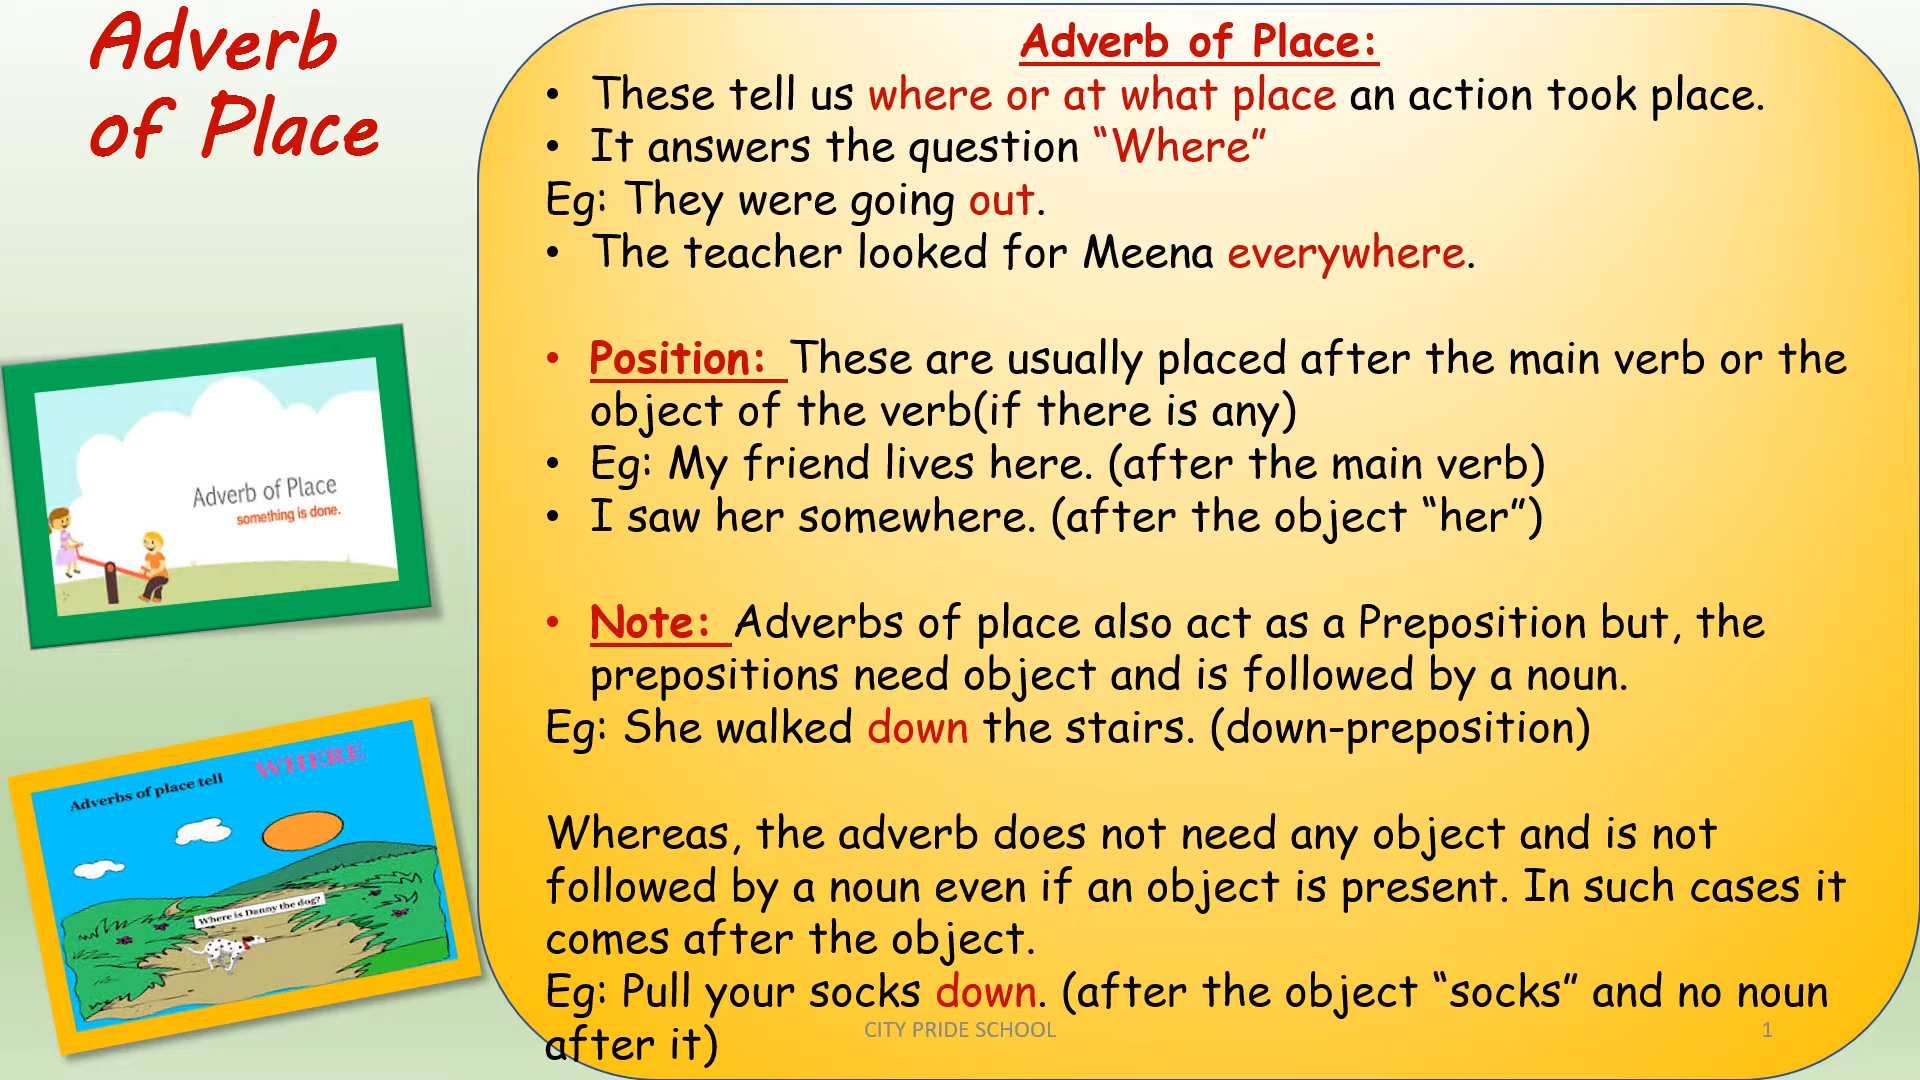 Adverb
of Place
Adverb of Place:
• These tell us where or at what place an action took place.
• It answers the question “Where”
Eg: They were going out.
• The teacher looked for Meena everywhere.
• Position: These are usually placed after the main verb or the
object of the verb(if there is any)
• Eg: My friend lives here. (after the main verb)
• I saw her somewhere. (after the object “her”)
• Note: Adverbs of place also act as a Preposition but, the
prepositions need object and is followed by a noun.
Eg: She walked down the stairs. (down-preposition)
Whereas, the adverb does not need any object and is not
followed by a noun even if an object is present. In such cases it
comes after the object.
Eg: Pull your socks down. (after the object “socks” and no noun
after it)
Adverb of Place
something is done.
Adverbs of place tell WHERE
Where is Danny the dog?
CITY PRIDE SCHOOL
1